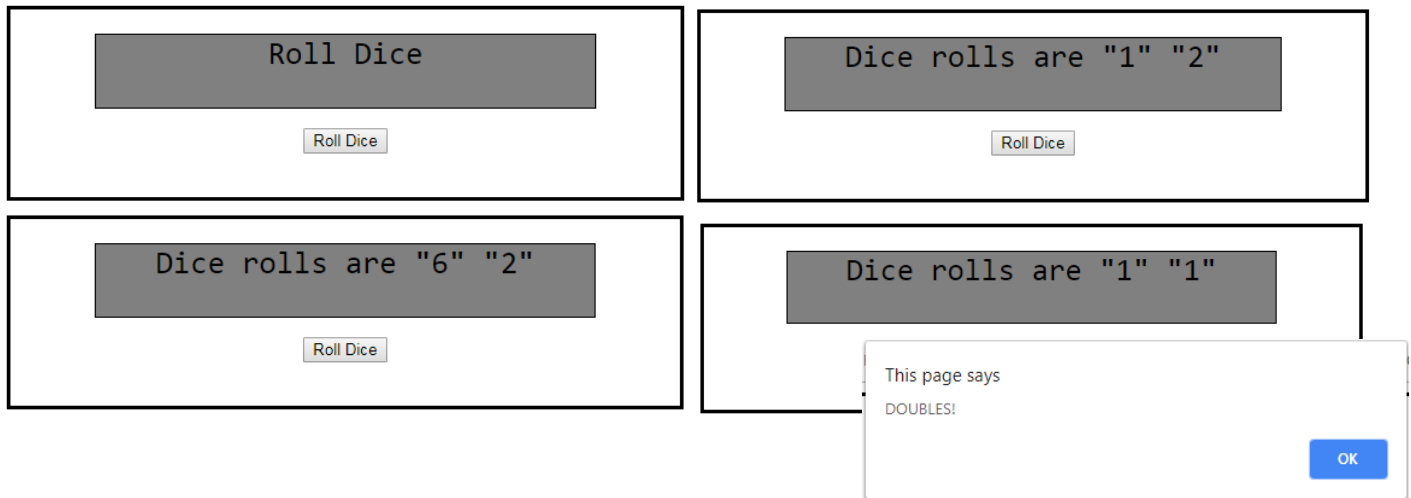 Roll Dice
Roll Dice
Dice rolls are "1" "2"
Roll Dice
Dice rolls are "6" "2"
Roll Dice
Dice rolls are "1" "1"
This page says
DOUBLES!
OK